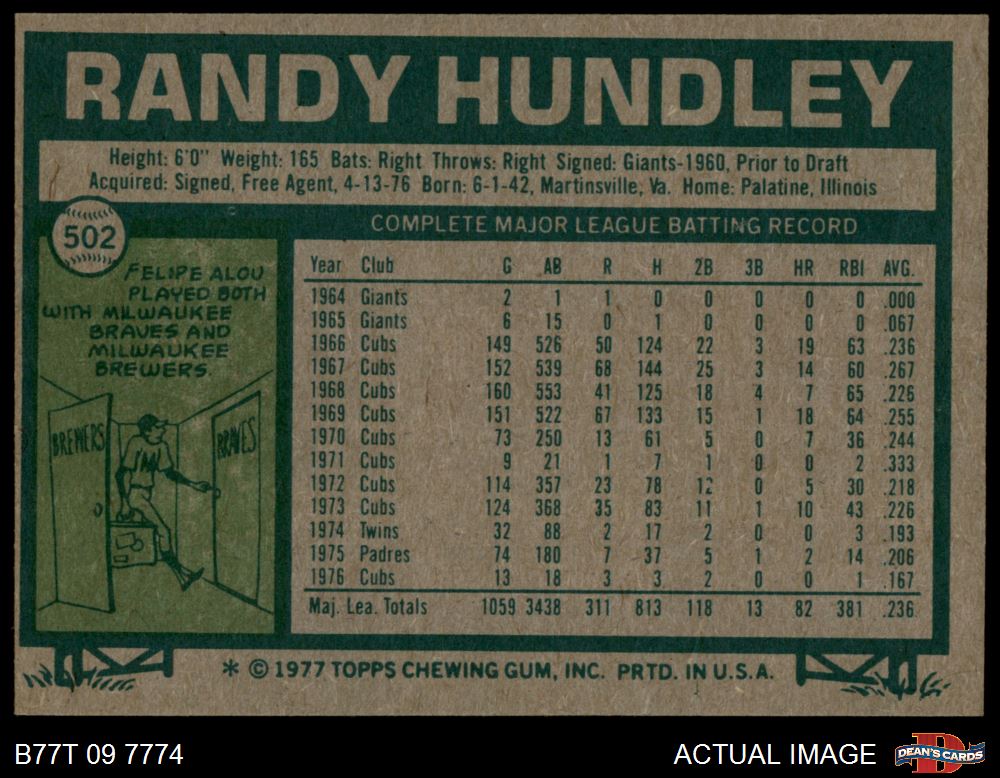 RANDY HUNDLEY
Height: 6'0" Weight: 165 Bats: Right Throws: Right Signed: Giants-1960, Prior to Draft
Acquired: Signed, Free Agent, 4-13-76 Born: 6-1-42, Martinsville, Va. Home: Palatine, Illinois
502
FELIPE ALOU
PLAYED BOTH
WITH MILWAUKEE
BRAVES AND
MILWAUKEE
BREWERS.
BREWERS
BRAVES
M
COMPLETE MAJOR LEAGUE BATTING RECORD
Year Club G AB R H 2B 3B HR RBI AVG.
1964 Giants 2 1 1 0 0 0 0 0 .000
1965 Giants 6 15 0 1 0 0 0 0 .067
1966 Cubs 149 526 50 124 22 3 19 63 .236
1967 Cubs 152 539 68 144 25 3 14 60 .267
1968 Cubs 160 553 41 125 18 4 7 65 .226
1969 Cubs 151 522 67 133 15 1 18 64 .255
1970 Cubs 73 250 13 61 5 0 7 36 .244
1971 Cubs 9 21 1 7 1 0 0 2 .333
1972 Cubs 114 357 23 78 12 0 5 30 .218
1973 Cubs 124 368 35 83 11 1 10 43 .226
1974 Twins 32 88 2 17 2 0 0 3 .193
1975 Padres 74 180 7 37 5 1 2 14 .206
1976 Cubs 13 18 3 3 2 0 0 1 .167
Maj. Lea. Totals 1059 3438 311 813 118 13 82 381 .236
* © 1977 TOPPS CHEWING GUM, INC. PRTD. IN U.S.A.
B77T 09 7774
ACTUAL IMAGE
D
DEAN'S CARDS